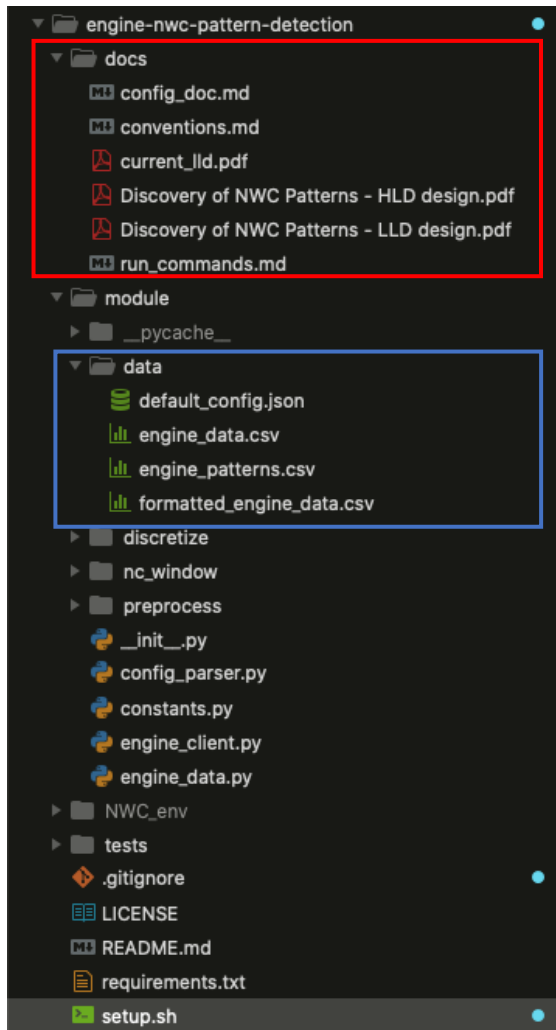 engine-nwc-pattern-detection
docs
config_doc.md
conventions.md
current_lld.pdf
Discovery of NWC Patterns - HLD design.pdf
Discovery of NWC Patterns - LLD design.pdf
run_commands.md
module
__pycache__
data
default_config.json
engine_data.csv
engine_patterns.csv
formatted_engine_data.csv
discretize
nc_window
preprocess
__init__.py
config_parser.py
constants.py
engine_client.py
engine_data.py
NWC_env
tests
.gitignore
LICENSE
README.md
requirements.txt
setup.sh